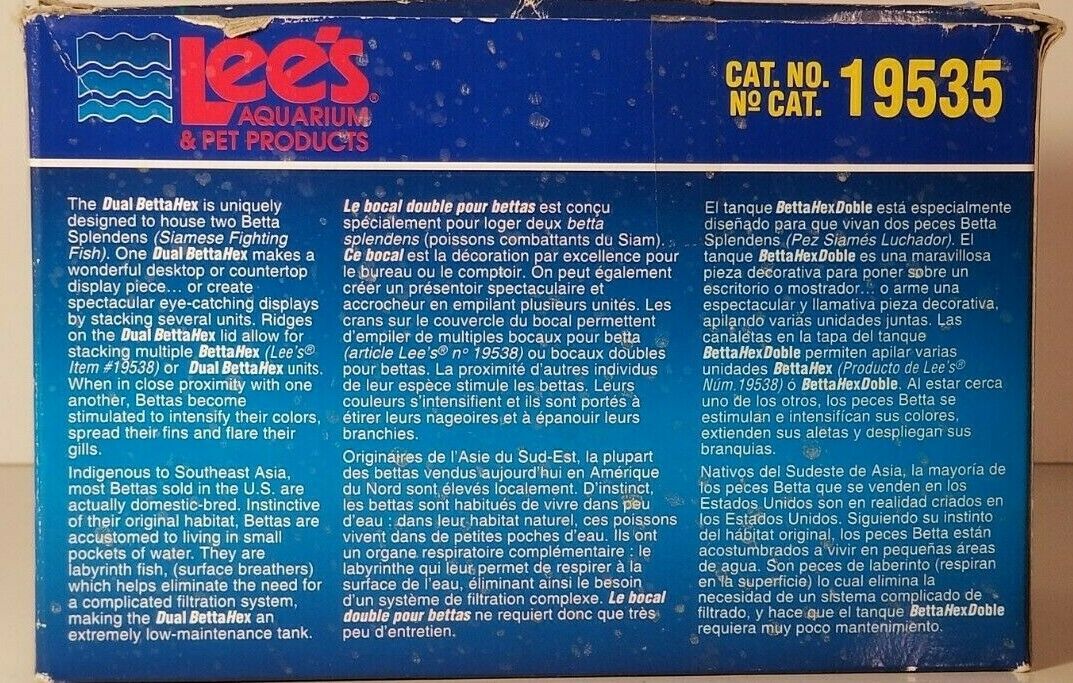 Lee's®
AQUARIUM
& PET PRODUCTS
CAT. NO.
Nº CAT. 19535
The Dual BettaHex is uniquely
designed to house two Betta
Splendens (Siamese Fighting
Fish). One Dual BettaHex makes a
wonderful desktop or countertop
display piece... or create
spectacular eye-catching displays
by stacking several units. Ridges
on the Dual BettaHex lid allow for
stacking multiple BettaHex (Lee's®
Item #19538) or Dual BettaHex units.
When in close proximity with one
another, Bettas become
stimulated to intensify their colors,
spread their fins and flare their
gills.
Indigenous to Southeast Asia,
most Bettas sold in the U.S. are
actually domestic-bred. Instinctive
of their original habitat, Bettas are
accustomed to living in small
pockets of water. They are
labyrinth fish, (surface breathers)
which helps eliminate the need for
a complicated filtration system,
making the Dual BettaHex an
extremely low-maintenance tank.
Le bocal double pour bettas est conçu
spécialement pour loger deux betta
splendens (poissons combattants du Siam).
Ce bocal est la décoration par excellence pour
le bureau ou le comptoir. On peut également
créer un présentoir spectaculaire et
accrocheur en empilant plusieurs unités. Les
crans sur le couvercle du bocal permettent
d'empiler de multiples bocaux pour betta
(article Lee's® nº 19538) ou bocaux doubles
pour bettas. La proximité d'autres individus
de leur espèce stimule les bettas. Leurs
couleurs s'intensifient et ils sont portés à
étirer leurs nageoires et à épanouir leurs
branchies.
Originaires de l'Asie du Sud-Est, la plupart
des bettas vendus aujourd'hui en Amérique
du Nord sont élevés localement. D'instinct,
les bettas sont habitués de vivre dans peu
d'eau : dans leur habitat naturel, ces poissons
vivent dans de petites poches d'eau. Ils ont
un organe respiratoire complémentaire : le
labyrinthe qui leur permet de respirer à la
surface de l'eau, éliminant ainsi le besoin
d'un système de filtration complexe. Le bocal
double pour bettas ne requiert donc que très
peu d'entretien.
El tanque BettaHexDoble está especialmente
diseñado para que vivan dos peces Betta
Splendens (Pez Siamés Luchador). El
tanque BettaHexDoble es una maravillosa
pieza decorativa para poner sobre un
escritorio o mostrador... o arme una
espectacular y llamativa pieza decorativa,
apilando varias unidades juntas. Las
canaletas en la tapa del tanque
BettaHexDoble permiten apilar varias
unidades BettaHex (Producto de Lee's®
Núm.19538) ó BettaHexDoble. Al estar cerca
uno de los otros, los peces Betta se
estimulan e intensifícan sus colores,
extienden sus aletas y despliegan sus
branquias.
Nativos del Sudeste de Asia, la mayoría de
los peces Betta que se venden en los
Estados Unidos son en realidad criados en
los Estados Unidos. Siguiendo su instinto
del hábitat original, los peces Betta están
acostumbrados a vivir en pequeñas áreas
de agua. Son peces de laberinto (respiran
en la superficie) lo cual elimina la
necesidad de un sistema complicado de
filtrado, y hace que el tanque BettaHexDoble
requiera muy poco mantenimiento.